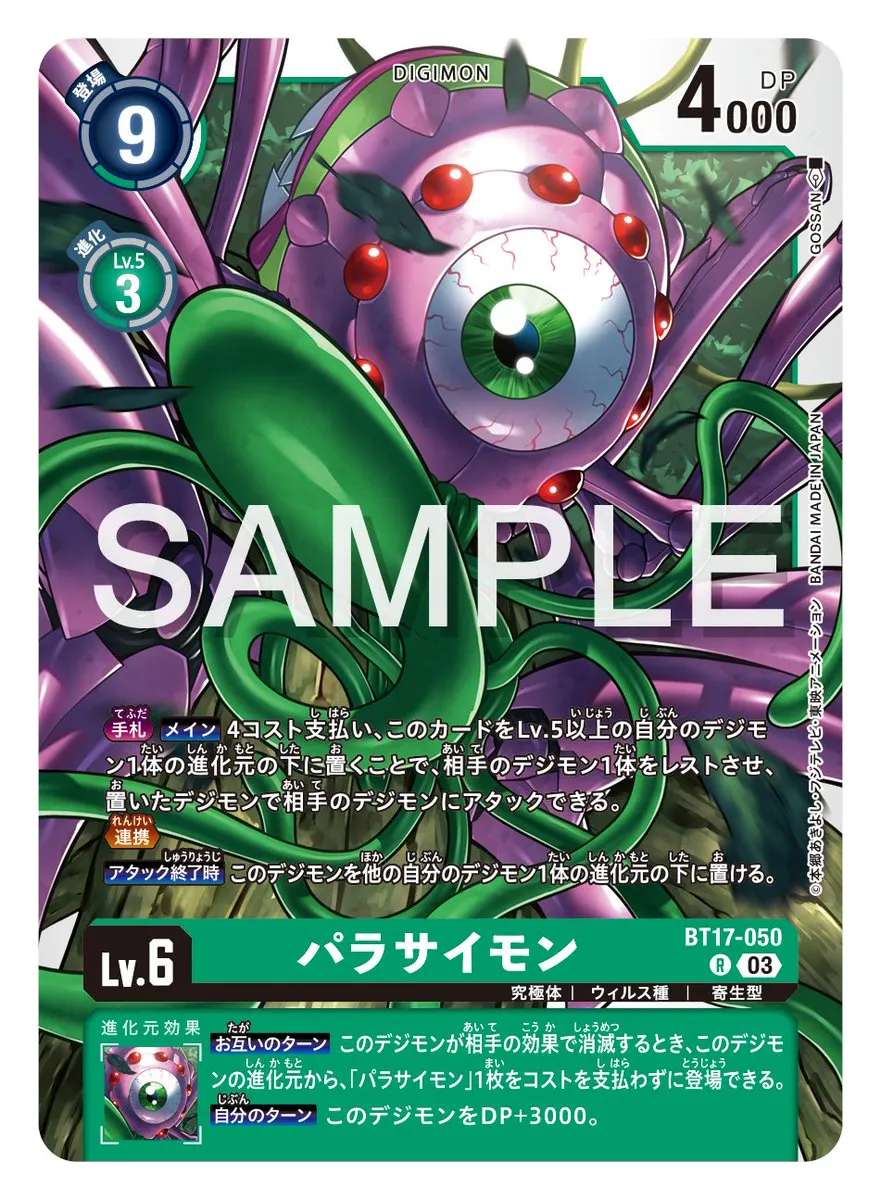 DIGIMON
登場
9
DP
4000
進化
Lv.5
3
GOSSAN
SAMPLE
©本郷あきよし・フジテレビ・東映アニメーション BANDAI MADE IN JAPAN
手札 メイン 4コスト支払い、このカードをLv.5以上の自分のデジモ
ン1体の進化元の下に置くことで、相手のデジモン1体をレストさせ、
置いたデジモンで相手のデジモンにアタックできる。
連携
アタック終了時 このデジモンを他の自分のデジモン1体の進化元の下に置ける。
Lv.6
パラサイモン
BT17-050
R 03
究極体 | ウィルス種 | 寄生型
進化元効果
お互いのターン このデジモンが相手の効果で消滅するとき、このデジモ
ンの進化元から、「パラサイモン」1枚をコストを支払わずに登場できる。
自分のターン このデジモンをDP+3000。